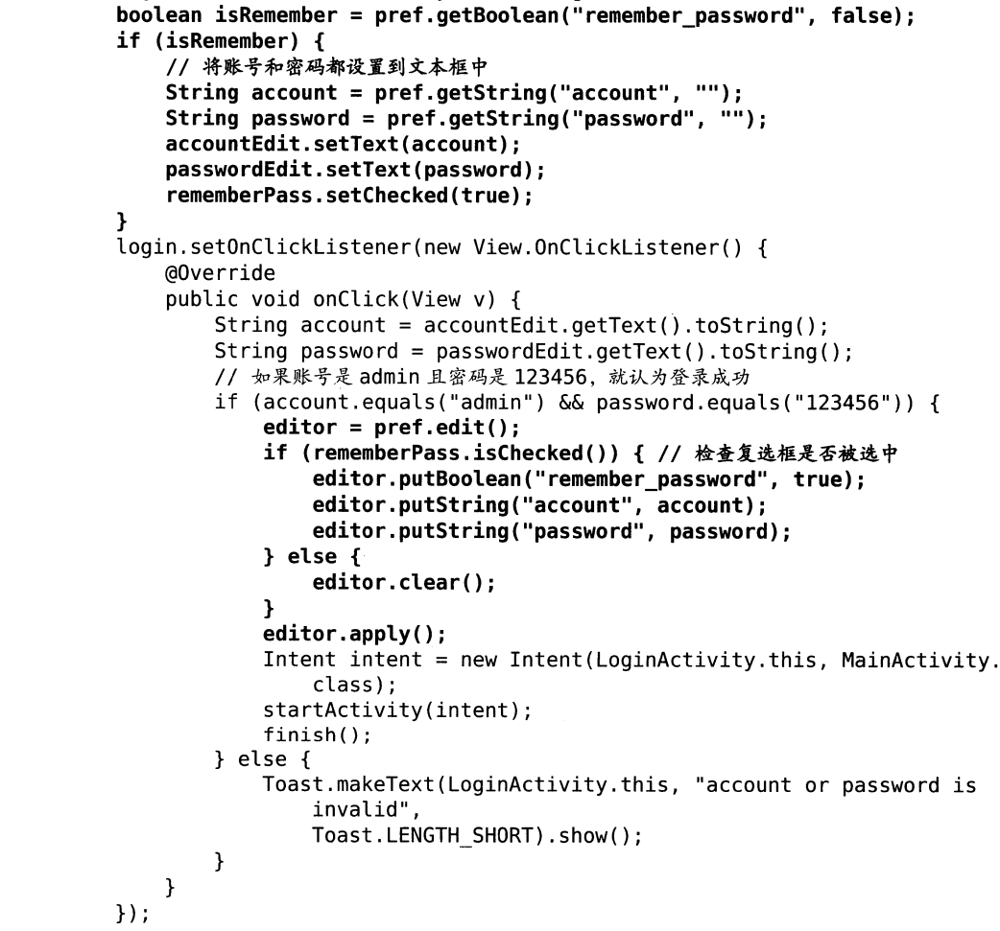 boolean isRemember = pref.getBoolean("remember_password", false);
if (isRemember) {
    // 将账号和密码都设置到文本框中
    String account = pref.getString("account", "");
    String password = pref.getString("password", "");
    accountEdit.setText(account);
    passwordEdit.setText(password);
    rememberPass.setChecked(true);
}
login.setOnClickListener(new View.OnClickListener() {
    @Override
    public void onClick(View v) {
        String account = accountEdit.getText().toString();
        String password = passwordEdit.getText().toString();
        // 如果账号是 admin 且密码是 123456，就认为登录成功
        if (account.equals("admin") && password.equals("123456")) {
            editor = pref.edit();
            if (rememberPass.isChecked()) { // 检查复选框是否被选中
                editor.putBoolean("remember_password", true);
                editor.putString("account", account);
                editor.putString("password", password);
            } else {
                editor.clear();
            }
            editor.apply();
            Intent intent = new Intent(LoginActivity.this, MainActivity.
                class);
            startActivity(intent);
            finish();
        } else {
            Toast.makeText(LoginActivity.this, "account or password is
                invalid",
                Toast.LENGTH_SHORT).show();
        }
    }
});